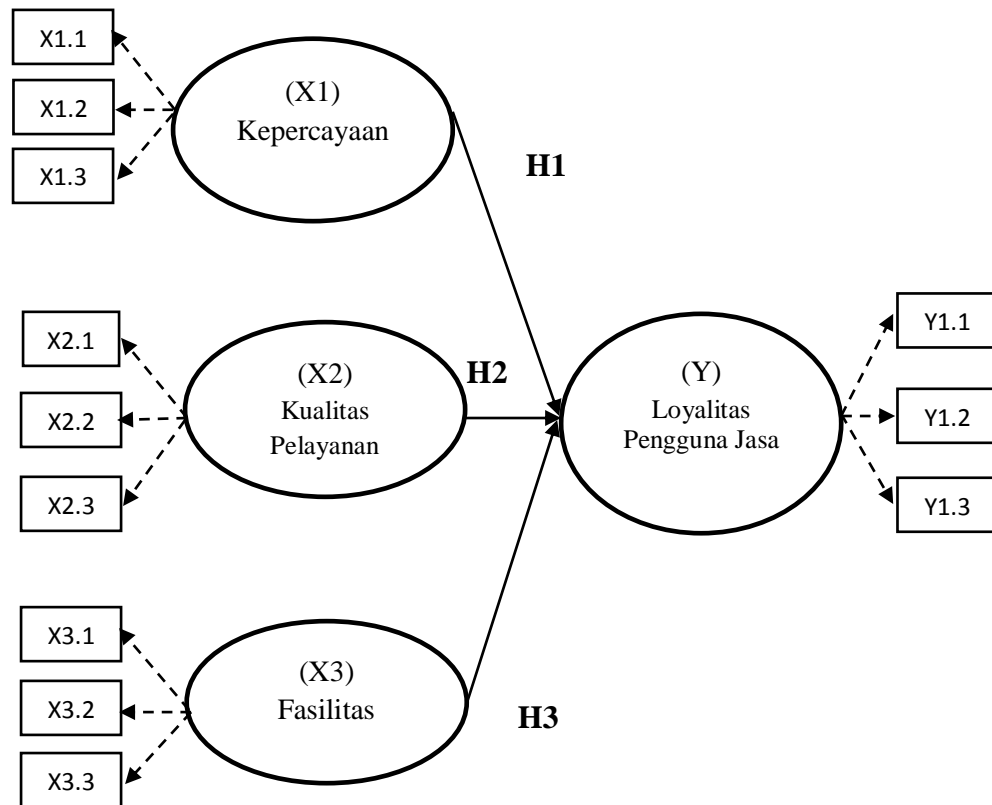 X1.1
X1.2
X1.3
(X1)
Kepercayaan
H1
X2.1
X2.2
X2.3
(X2)
Kualitas
Pelayanan
H2
(Y)
Loyalitas
Pengguna Jasa
Y1.1
Y1.2
Y1.3
X3.1
X3.2
X3.3
(X3)
Fasilitas
H3